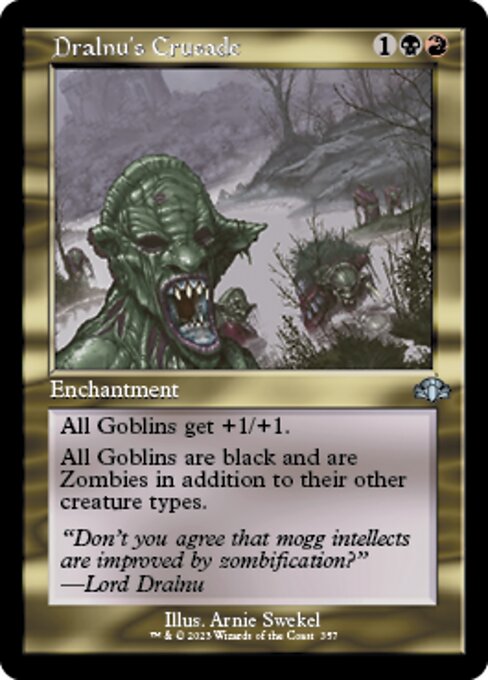 Dralnu's Crusade 1
Enchantment
All Goblins get +1/+1.
All Goblins are black and are
Zombies in addition to their other
creature types.
“Don’t you agree that mogg intellects
are improved by zombification?”
—Lord Dralnu
Illus. Arnie Swekel
™ & © 2023 Wizards of the Coast 357